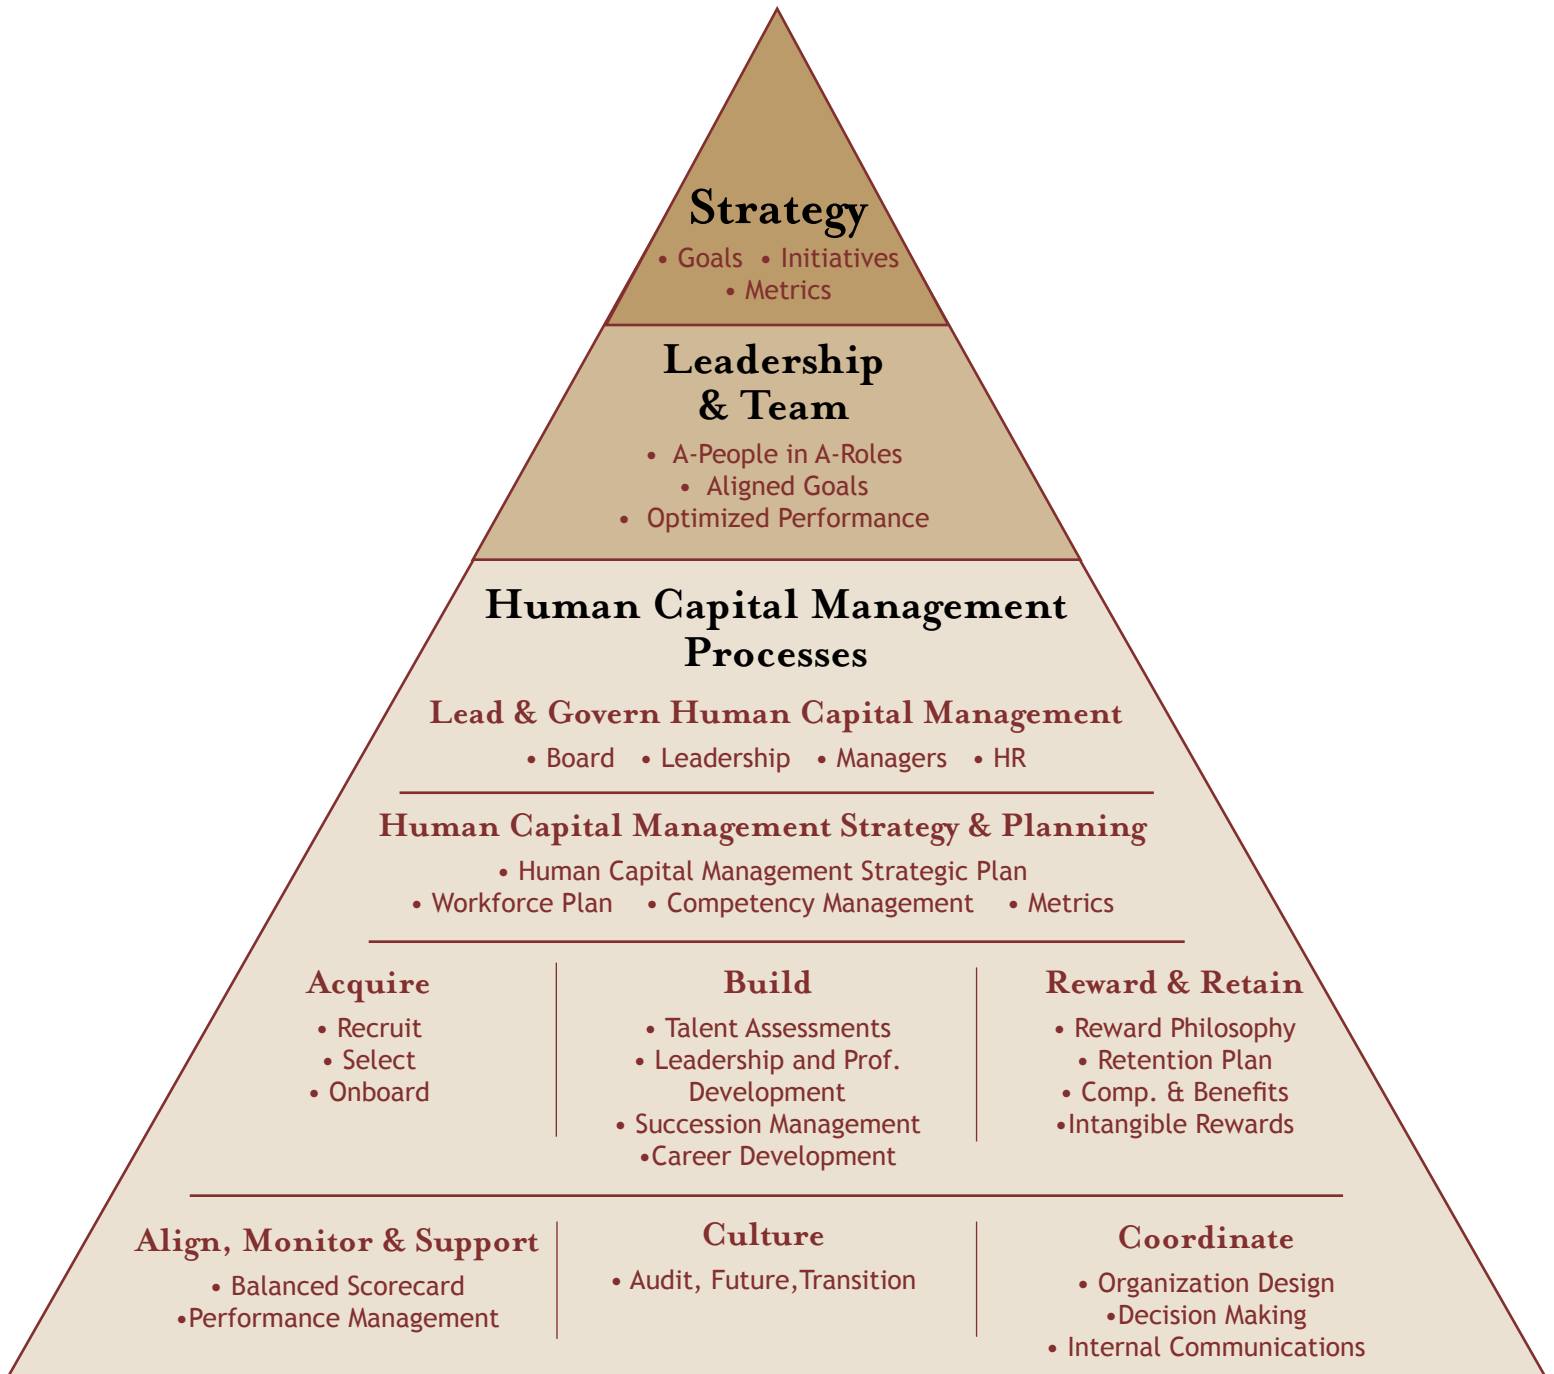 Strategy
• Goals • Initiatives
• Metrics
Leadership
& Team
• A-People in A-Roles
• Aligned Goals
• Optimized Performance
Human Capital Management
Processes
Lead & Govern Human Capital Management
• Board • Leadership • Managers • HR
Human Capital Management Strategy & Planning
• Human Capital Management Strategic Plan
• Workforce Plan • Competency Management • Metrics
Acquire
• Recruit
• Select
• Onboard
Build
• Talent Assessments
• Leadership and Prof.
Development
• Succession Management
•Career Development
Reward & Retain
• Reward Philosophy
• Retention Plan
• Comp. & Benefits
•Intangible Rewards
Align, Monitor & Support
• Balanced Scorecard
•Performance Management
Culture
• Audit, Future,Transition
Coordinate
• Organization Design
•Decision Making
• Internal Communications